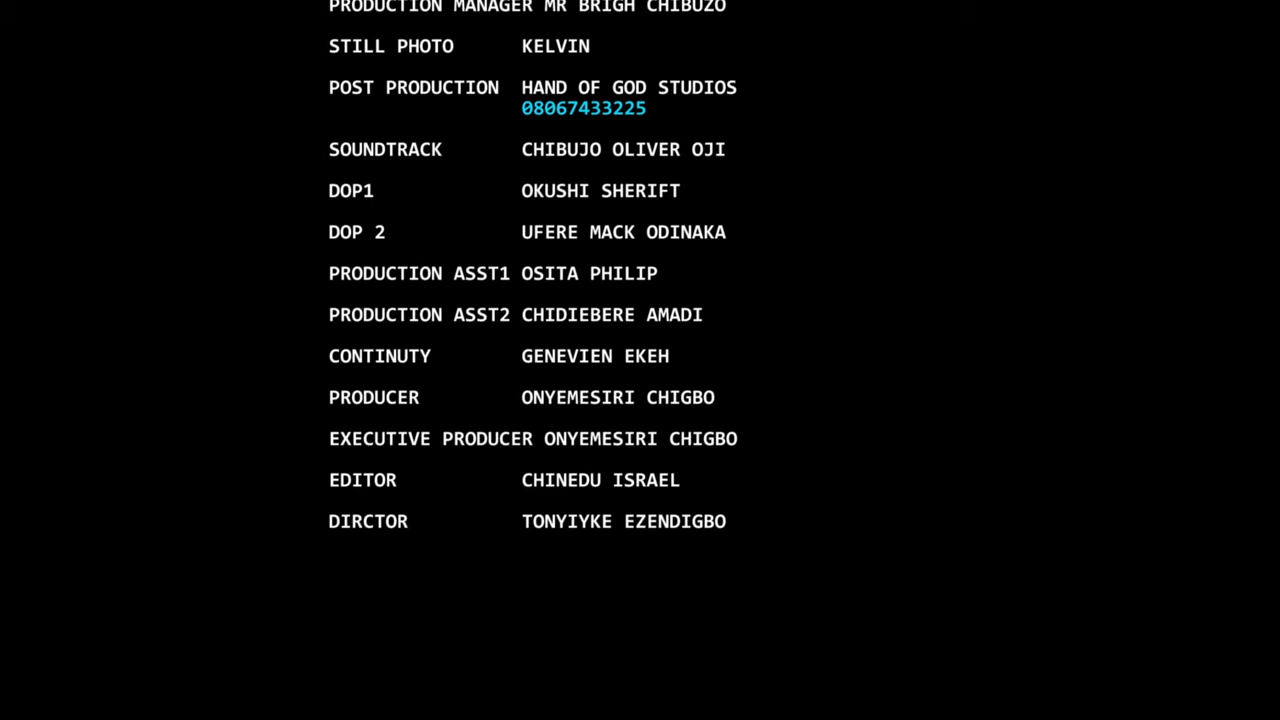 PRODUCTION MANAGER MR BRIGH CHIBUZO
STILL PHOTO KELVIN
POST PRODUCTION HAND OF GOD STUDIOS
08067433225
SOUNDTRACK CHIBUJO OLIVER OJI
DOP1 OKUSHI SHERIFT
DOP 2 UFERE MACK ODINAKA
PRODUCTION ASST1 OSITA PHILIP
PRODUCTION ASST2 CHIDIEBERE AMADI
CONTINUTY GENEVIEN EKEH
PRODUCER ONYEMESIRI CHIGBO
EXECUTIVE PRODUCER ONYEMESIRI CHIGBO
EDITOR CHINEDU ISRAEL
DIRCTOR TONYIYKE EZENDIGBO